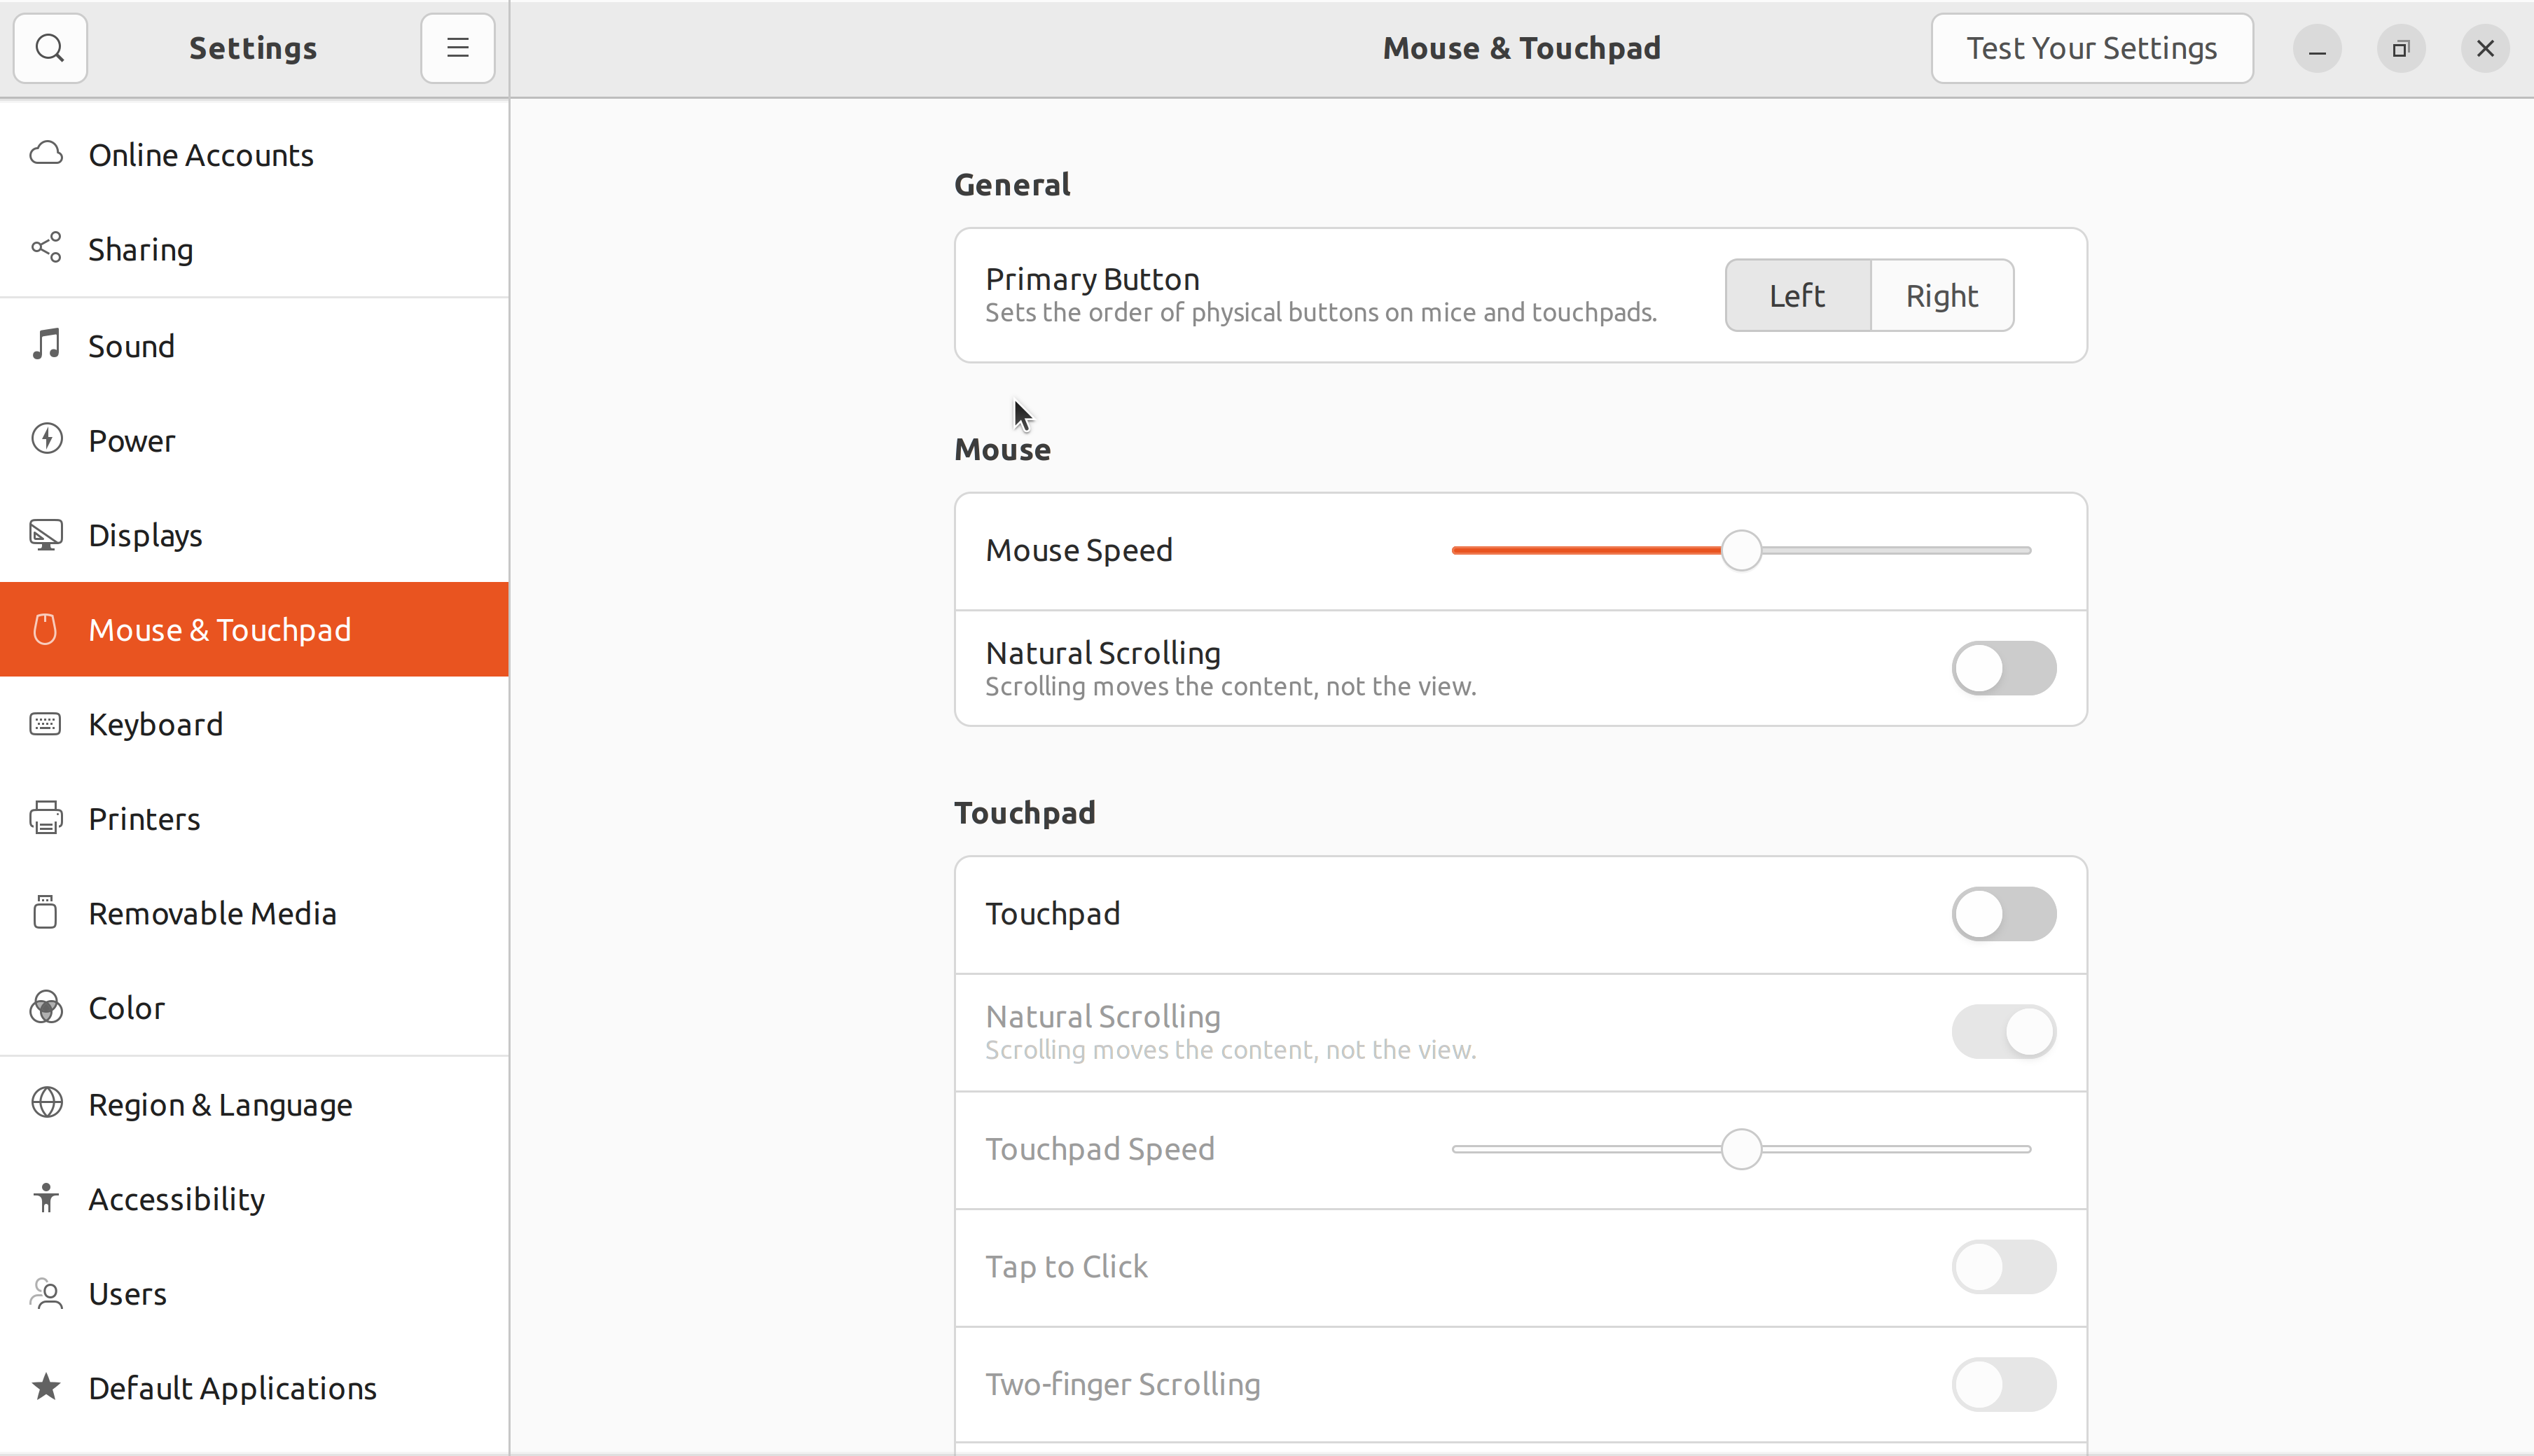 Settings
Mouse & Touchpad
Test Your Settings
Online Accounts
Sharing
Sound
Power
Displays
Mouse & Touchpad
Keyboard
Printers
Removable Media
Color
Region & Language
Accessibility
Users
Default Applications
General
Primary Button
Sets the order of physical buttons on mice and touchpads.
Left
Right
Mouse
Mouse Speed
Natural Scrolling
Scrolling moves the content, not the view.
Touchpad
Touchpad
Natural Scrolling
Scrolling moves the content, not the view.
Touchpad Speed
Tap to Click
Two-finger Scrolling